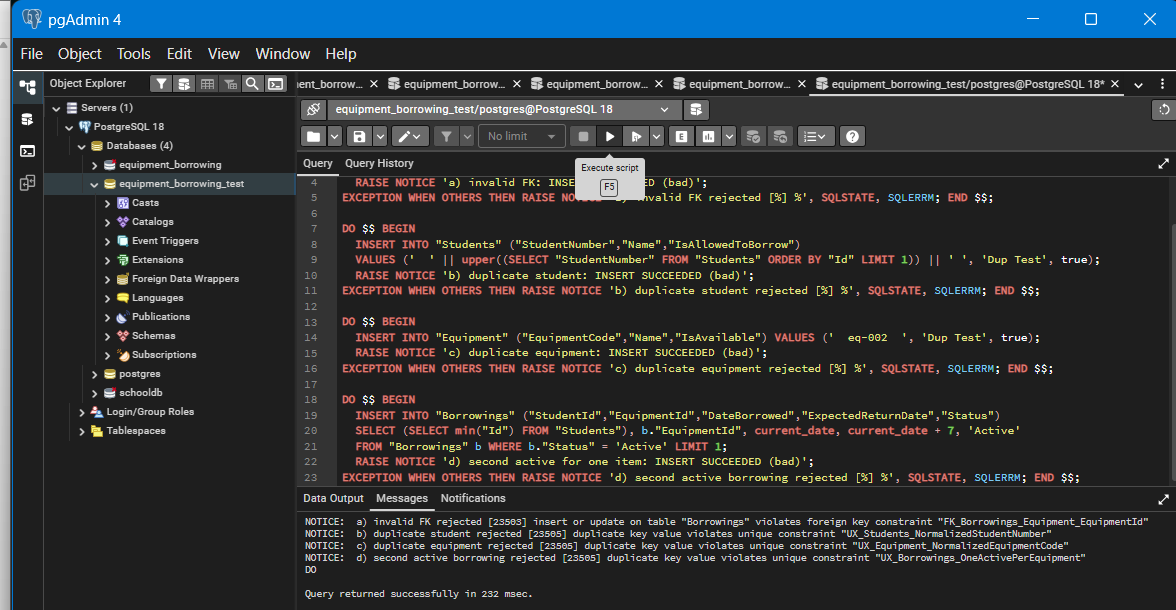 pgAdmin 4
File Object Tools Edit View Window Help
Object Explorer
ent_borrow... equipment_borrow... equipment_borrow... equipment_borrow... equipment_borrowing_test/postgres@PostgreSQL 18*
Servers (1)
PostgreSQL 18
Databases (4)
equipment_borrowing
equipment_borrowing_test
Casts
Catalogs
Event Triggers
Extensions
Foreign Data Wrappers
Languages
Publications
Schemas
Subscriptions
postgres
schooldb
Login/Group Roles
Tablespaces
equipment_borrowing_test/postgres@PostgreSQL 18
No limit
E
Query Query History
Execute script
F5
4 RAISE NOTICE 'a) invalid FK: INSE ED (bad)';
5 EXCEPTION WHEN OTHERS THEN RAISE NO invalid FK rejected [%] %', SQLSTATE, SQLERRM; END $$;
6
7 DO $$ BEGIN
8 INSERT INTO "Students" ("StudentNumber","Name","IsAllowedToBorrow")
9 VALUES ('  ' || upper((SELECT "StudentNumber" FROM "Students" ORDER BY "Id" LIMIT 1)) || ' ', 'Dup Test', true);
10 RAISE NOTICE 'b) duplicate student: INSERT SUCCEEDED (bad)';
11 EXCEPTION WHEN OTHERS THEN RAISE NOTICE 'b) duplicate student rejected [%] %', SQLSTATE, SQLERRM; END $$;
12
13 DO $$ BEGIN
14 INSERT INTO "Equipment" ("EquipmentCode","Name","IsAvailable") VALUES ('  eq-002  ', 'Dup Test', true);
15 RAISE NOTICE 'c) duplicate equipment: INSERT SUCCEEDED (bad)';
16 EXCEPTION WHEN OTHERS THEN RAISE NOTICE 'c) duplicate equipment rejected [%] %', SQLSTATE, SQLERRM; END $$;
17
18 DO $$ BEGIN
19 INSERT INTO "Borrowings" ("StudentId","EquipmentId","DateBorrowed","ExpectedReturnDate","Status")
20 SELECT (SELECT min("Id") FROM "Students"), b."EquipmentId", current_date, current_date + 7, 'Active'
21 FROM "Borrowings" b WHERE b."Status" = 'Active' LIMIT 1;
22 RAISE NOTICE 'd) second active for one item: INSERT SUCCEEDED (bad)';
23 EXCEPTION WHEN OTHERS THEN RAISE NOTICE 'd) second active borrowing rejected [%] %', SQLSTATE, SQLERRM; END $$;
Data Output Messages Notifications
NOTICE:  a) invalid FK rejected [23503] insert or update on table "Borrowings" violates foreign key constraint "FK_Borrowings_Equipment_EquipmentId"
NOTICE:  b) duplicate student rejected [23505] duplicate key value violates unique constraint "UX_Students_NormalizedStudentNumber"
NOTICE:  c) duplicate equipment rejected [23505] duplicate key value violates unique constraint "UX_Equipment_NormalizedEquipmentCode"
NOTICE:  d) second active borrowing rejected [23505] duplicate key value violates unique constraint "UX_Borrowings_OneActivePerEquipment"
DO
Query returned successfully in 232 msec.